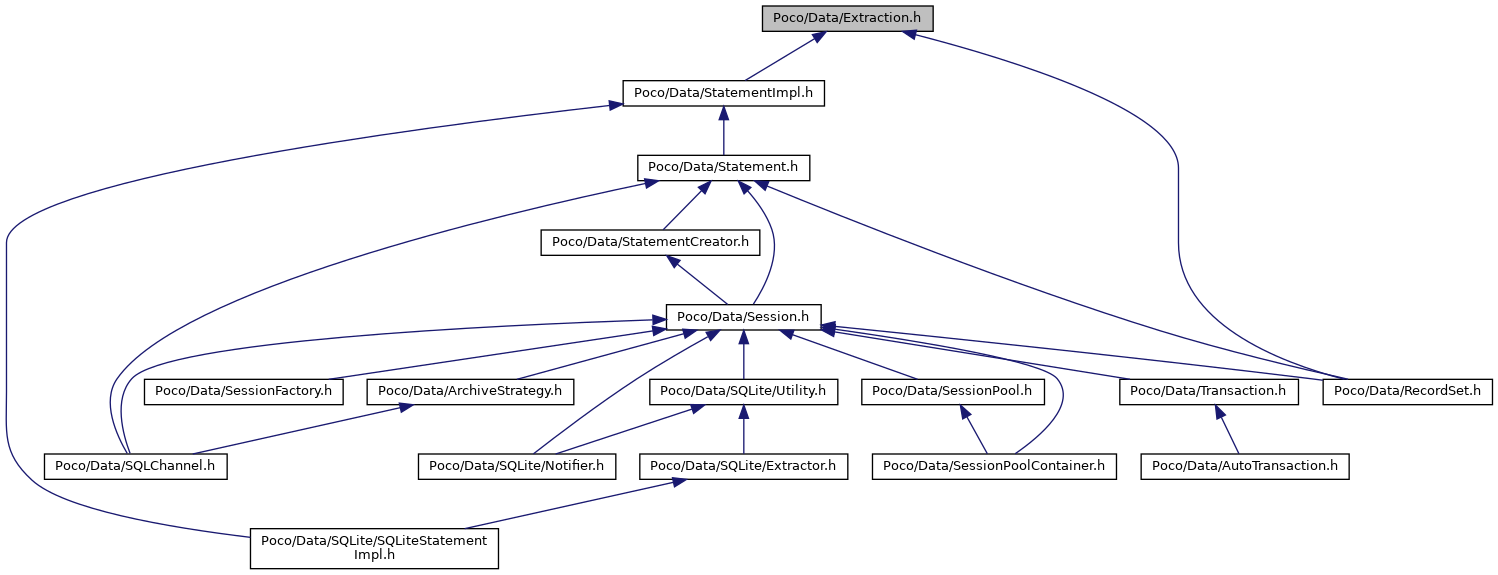 Poco/Data/Extraction.h
Poco/Data/StatementImpl.h
Poco/Data/Statement.h
Poco/Data/StatementCreator.h
Poco/Data/Session.h
Poco/Data/SessionFactory.h
Poco/Data/ArchiveStrategy.h
Poco/Data/SQLite/Utility.h
Poco/Data/SessionPool.h
Poco/Data/Transaction.h
Poco/Data/RecordSet.h
Poco/Data/SQLChannel.h
Poco/Data/SQLite/Notifier.h
Poco/Data/SQLite/Extractor.h
Poco/Data/SessionPoolContainer.h
Poco/Data/AutoTransaction.h
Poco/Data/SQLite/SQLiteStatement
Impl.h